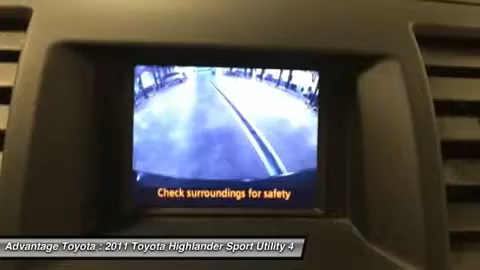 Check surroundings for safety
Advantage Toyota : 2011 Toyota Highlander Sport Utility 4